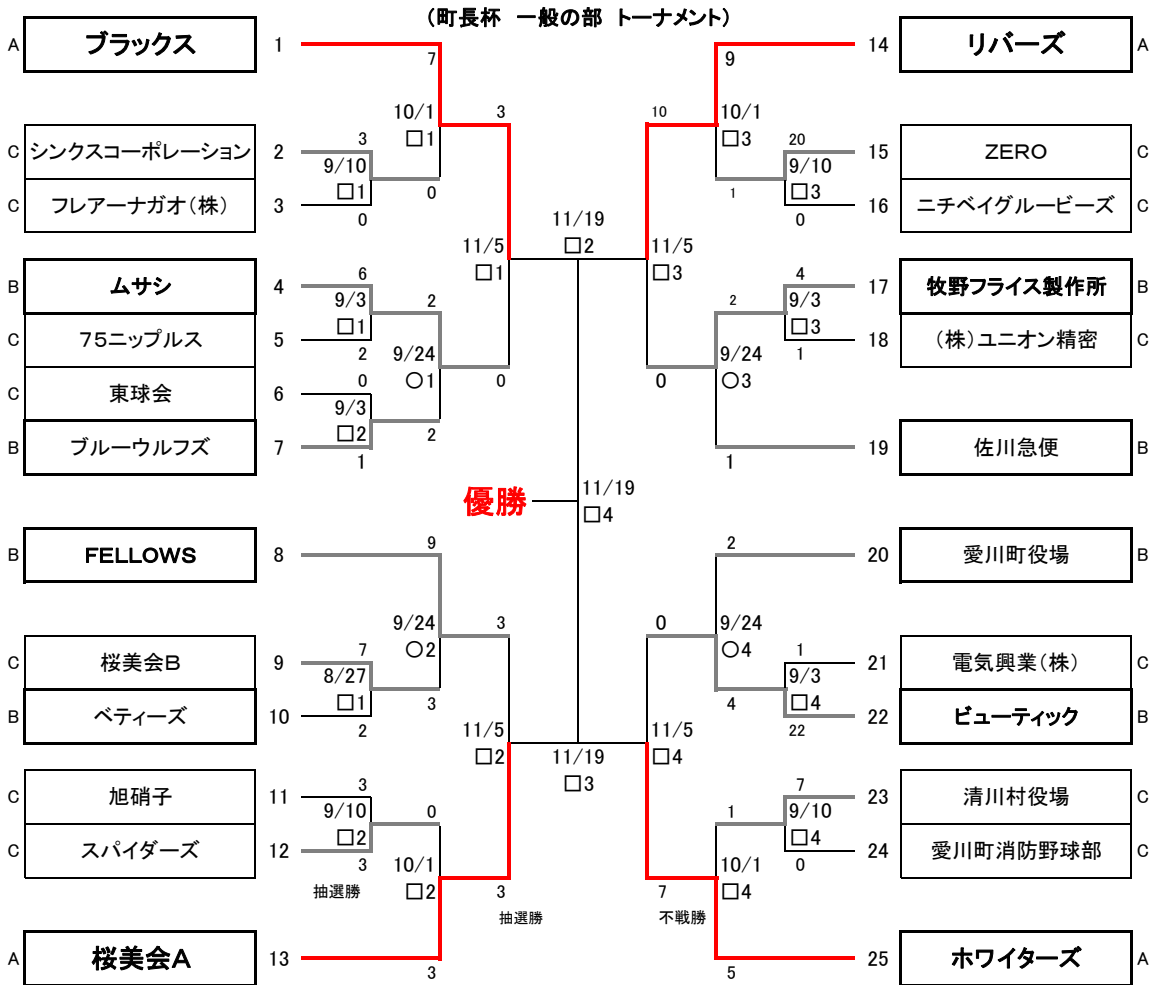 （町長杯 一般の部 トーナメント）
A ブラックス 1 7 9 14 リバーズ A
10/1 3 10 10/1
□1 □3
C シンクスコーポレーション 2 3 20 15 ZERO C
9/10 9/10
□1 □3
C フレアーナガオ（株） 3 0 0 1 0 16 ニチベイグルービーズ C
11/19
□2
11/5 11/5
□1 □3
B ムサシ 4 6 4 17 牧野フライス製作所 B
9/3 2 2 9/3
□1 □3
C 75ニップルス 5 2 1 18 （株）ユニオン精密 C
9/24 9/24
○1 0 0 ○3
C 東球会 6 0
9/3
□2
B ブルーウルフズ 7 1 2 1 19 佐川急便 B
優勝
11/19
□4
B FELLOWS 8 9 2 20 愛川町役場 B
9/24 3 0 9/24
○2 ○4
C 桜美会B 9 7 1 21 電気興業（株） C
8/27 9/3
□1 □4
B ベティーズ 10 2 3 4 22 22 ビューティック B
11/5 11/5
□2 □4
11/19
□3
C 旭硝子 11 3 7 23 清川村役場 C
9/10 0 1 9/10
□2 □4
C スパイダーズ 12 3 0 24 愛川町消防野球部 C
抽選勝
10/1 10/1
□2 3 7 □4
抽選勝 不戦勝
A 桜美会A 13 3 5 25 ホワイターズ A